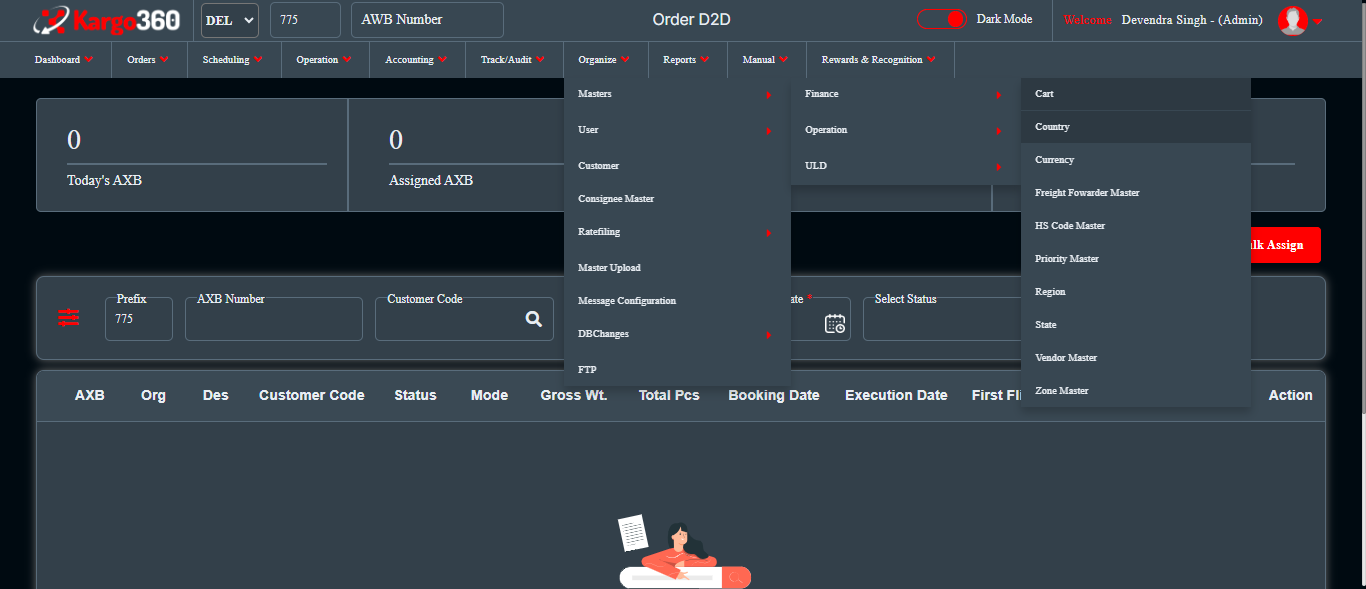 Kargo360
DEL
775
AWB Number
Order D2D
Dark Mode
Welcome
Devendra Singh - (Admin)
Dashboard
Orders
Scheduling
Operation
Accounting
Track/Audit
Organize
Reports
Manual
Rewards & Recognition
0
Today's AXB
0
Assigned AXB
Masters
User
Customer
Consignee Master
Ratefiling
Master Upload
Message Configuration
DBChanges
FTP
Finance
Operation
ULD
Cart
Country
Currency
Freight Fowarder Master
HS Code Master
Priority Master
Region
State
Vendor Master
Zone Master
lk Assign
Prefix
775
AXB Number
Customer Code
ate *
Select Status
AXB Org Des Customer Code Status Mode Gross Wt. Total Pcs Booking Date Execution Date First Fli Action